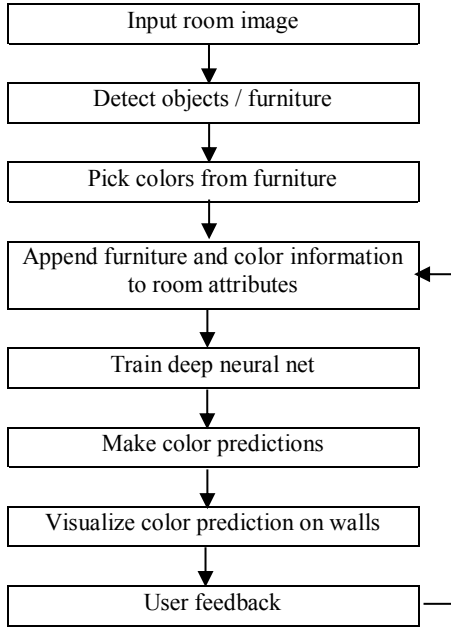 Input room image
Detect objects / furniture
Pick colors from furniture
Append furniture and color information
to room attributes
Train deep neural net
Make color predictions
Visualize color prediction on walls
User feedback